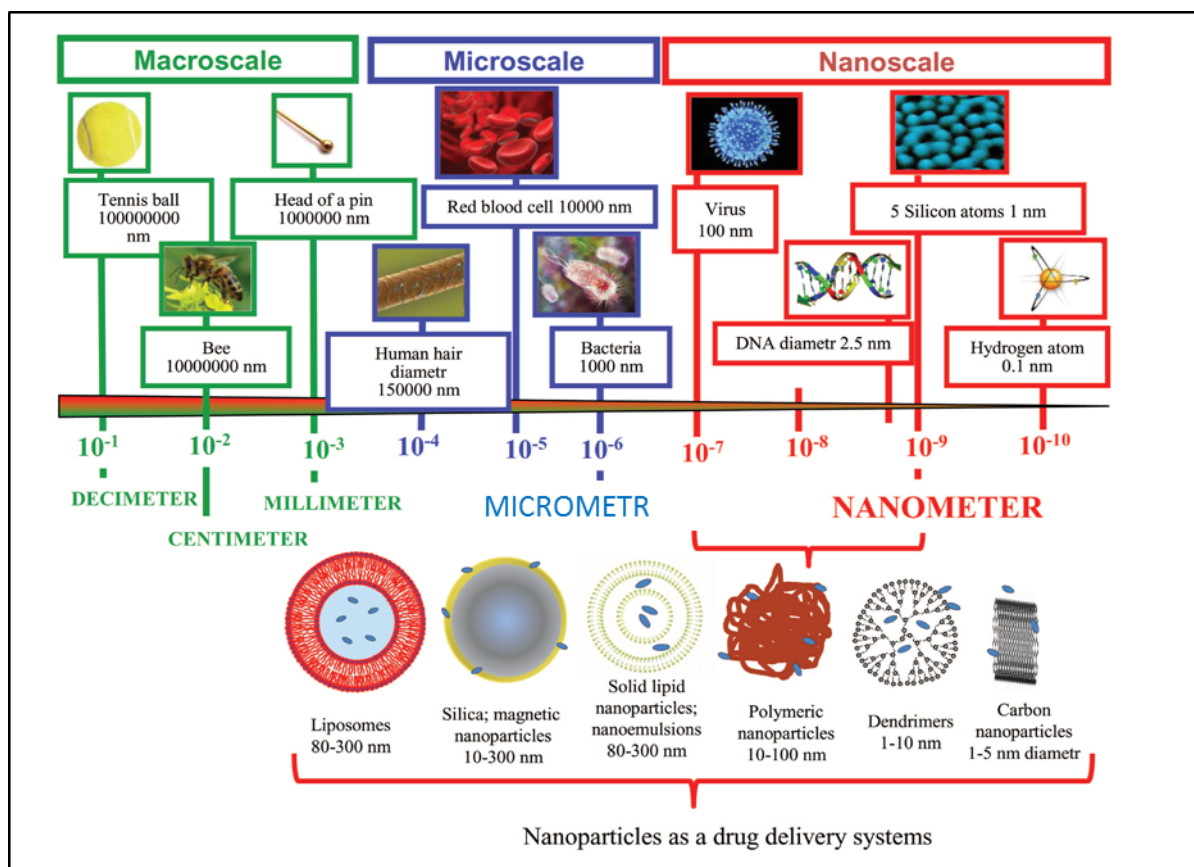 Macroscale
Microscale
Nanoscale
Tennis ball
100000000
nm
Head of a pin
1000000 nm
Red blood cell 10000 nm
Virus
100 nm
5 Silicon atoms 1 nm
Bee
10000000 nm
Human hair
diametr
150000 nm
Bacteria
1000 nm
DNA diametr 2.5 nm
Hydrogen atom
0.1 nm
10⁻¹
10⁻²
10⁻³
10⁻⁴
10⁻⁵
10⁻⁶
10⁻⁷
10⁻⁸
10⁻⁹
10⁻¹⁰
DECIMETER
CENTIMETER
MILLIMETER
MICROMETR
NANOMETER
Liposomes
80-300 nm
Silica; magnetic
nanoparticles
10-300 nm
Solid lipid
nanoparticles;
nanoemulsions
80-300 nm
Polymeric
nanoparticles
10-100 nm
Dendrimers
1-10 nm
Carbon
nanoparticles
1-5 nm diametr
Nanoparticles as a drug delivery systems